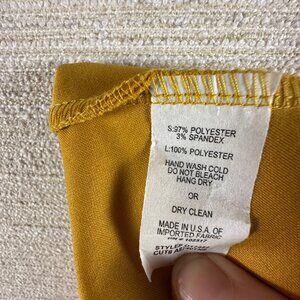 S:97% POLYESTER
3% SPANDEX
L:100% POLYESTER
HAND WASH COLD
DO NOT BLEACH
HANG DRY
OR
DRY CLEAN
MADE IN U.S.A. OF
IMPORTED FABRIC